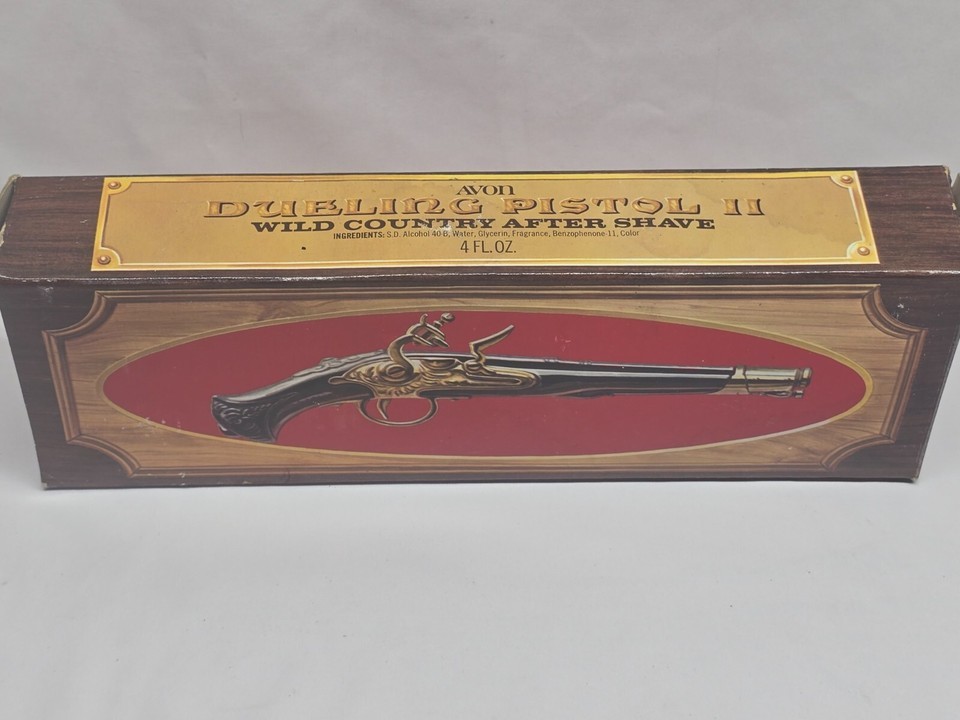 AVON
DUELING PISTOL II
WILD COUNTRY AFTER SHAVE
INGREDIENTS: S.D. Alcohol 40-B, Water, Glycerin, Fragrance, Benzophenone-11, Color
4 FL. OZ.